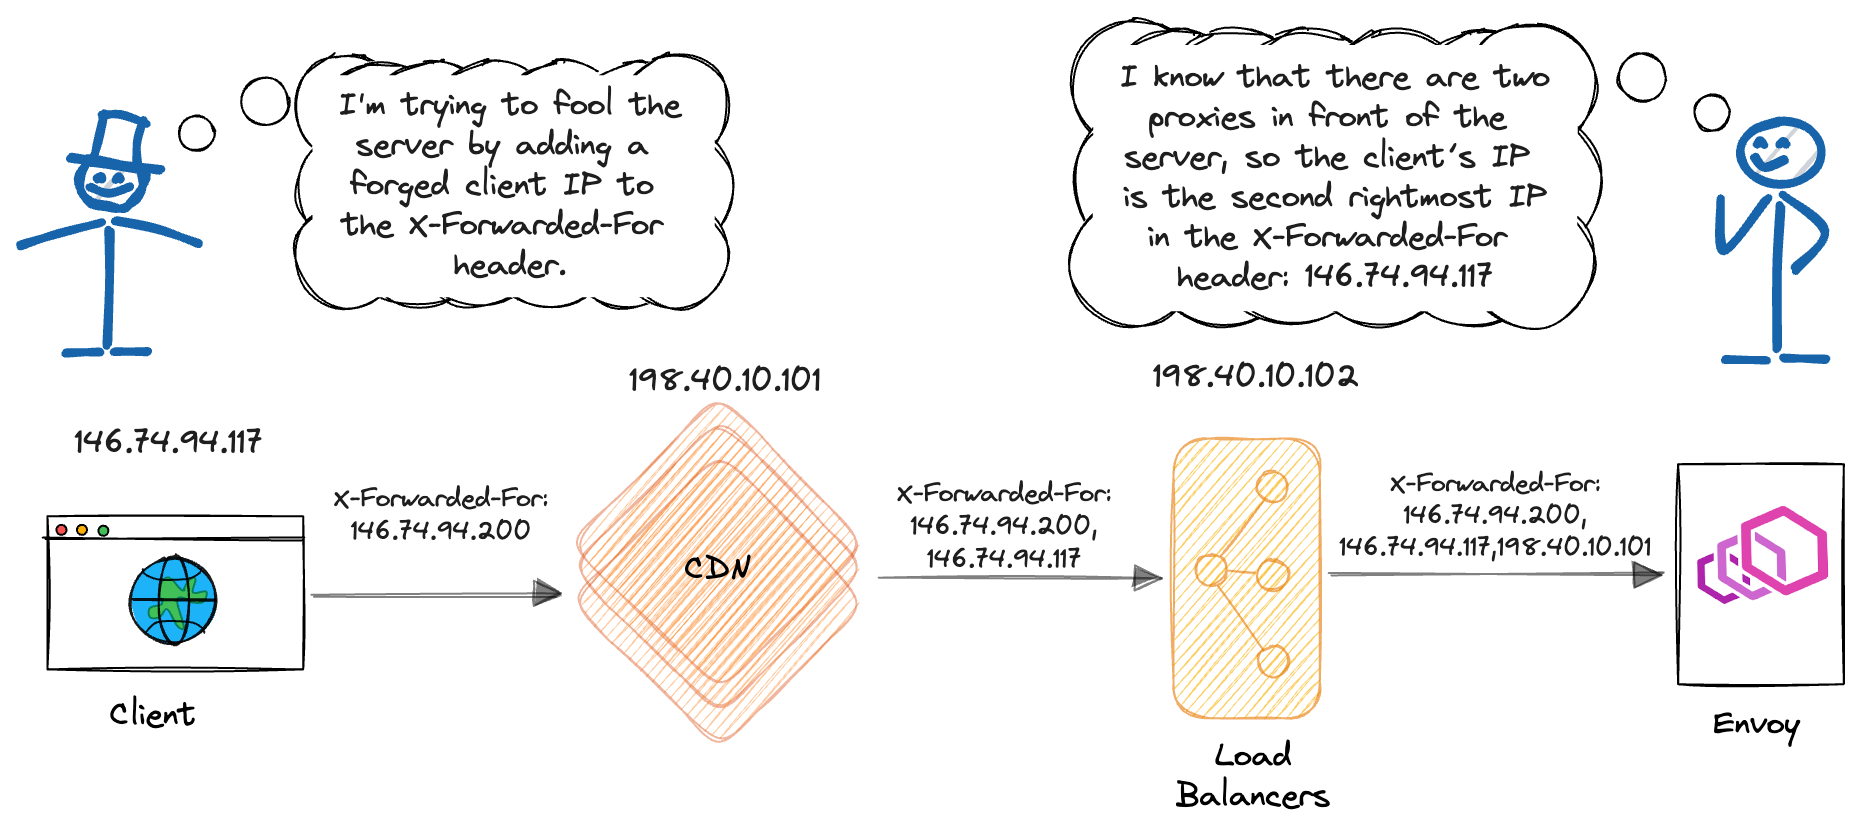 I'm trying to fool the
server by adding a
forged client IP to
the X-Forwarded-For
header.
I know that there are two
proxies in front of the
server, so the client's IP
is the second rightmost IP
in the X-Forwarded-For
header: 146.74.94.117
146.74.94.117
198.40.10.101
198.40.10.102
X-Forwarded-For:
146.74.94.200
CDN
X-Forwarded-For:
146.74.94.200,
146.74.94.117
X-Forwarded-For:
146.74.94.200,
146.74.94.117,198.40.10.101
Client
Load
Balancers
Envoy